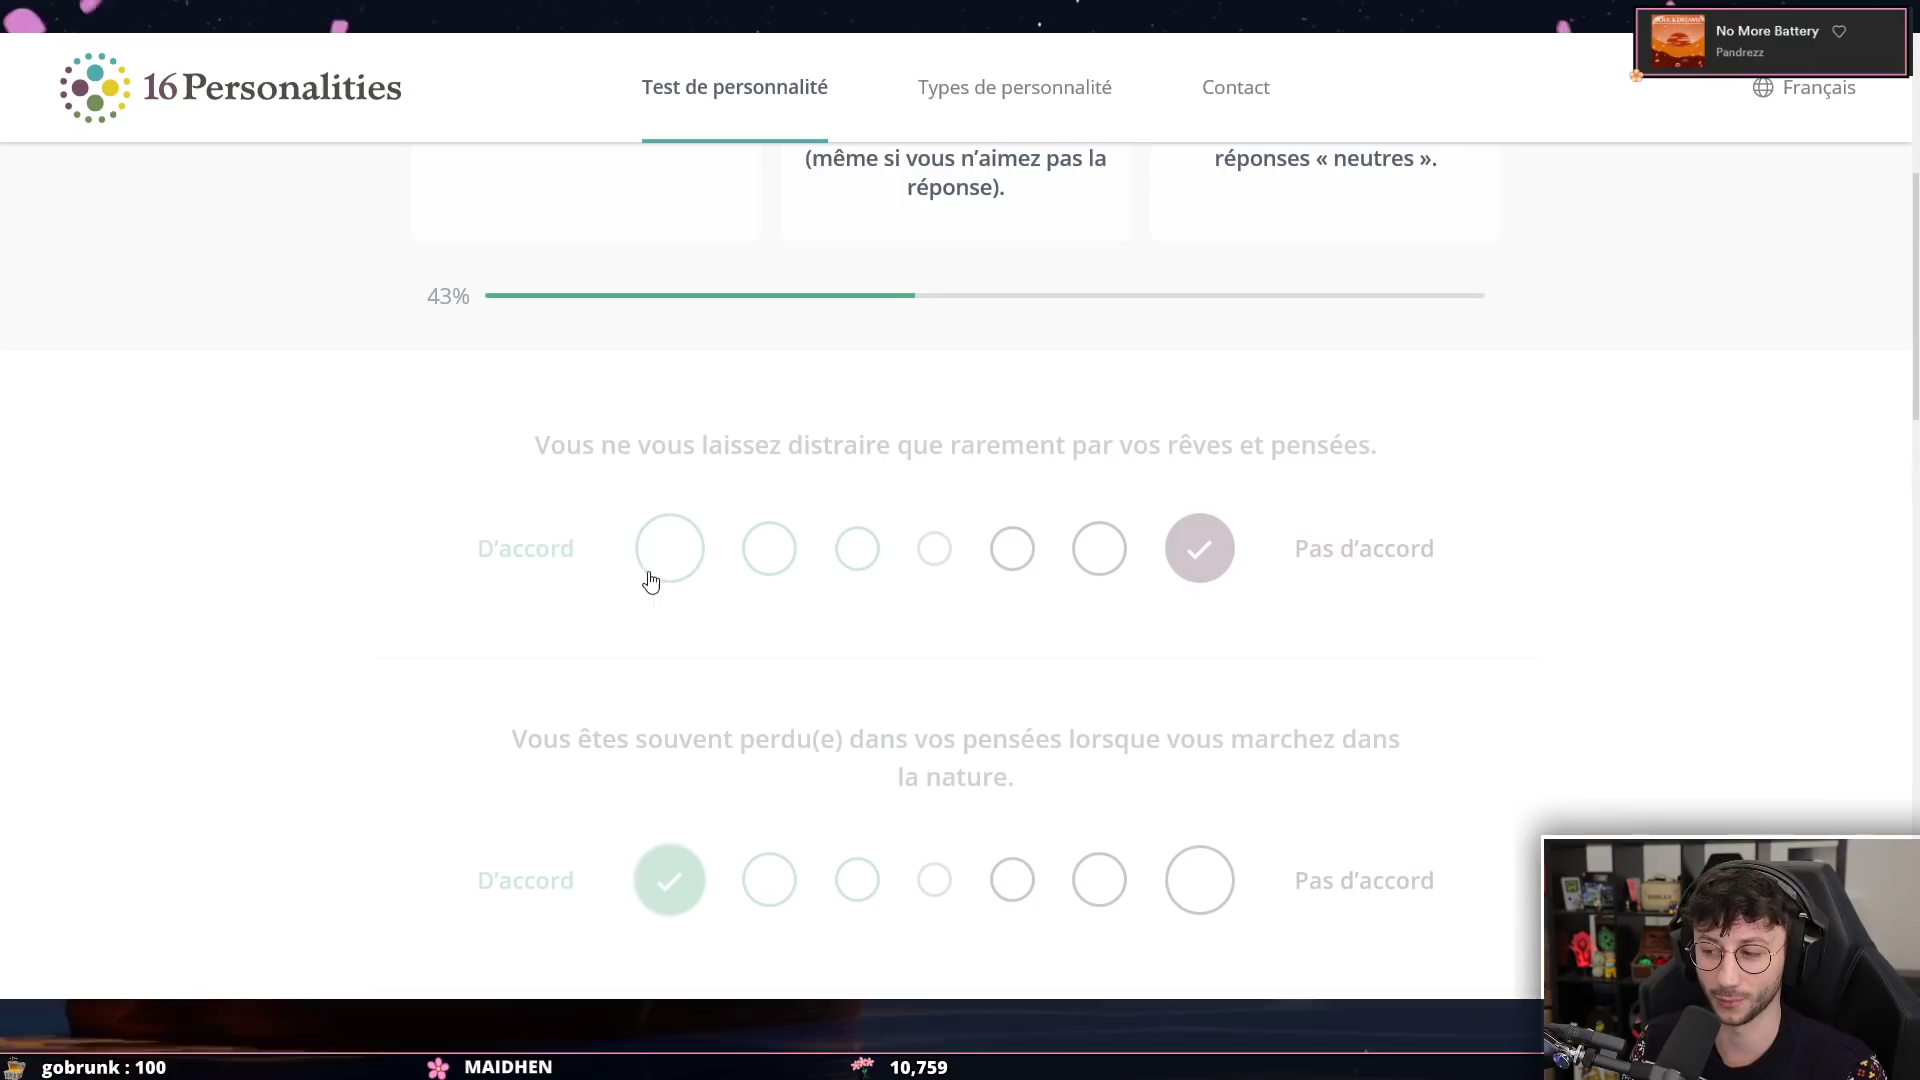 No More Battery
Pandrezz
16Personalities
Test de personnalité
Types de personnalité
Contact
Français
(même si vous n’aimez pas la
réponse).
réponses « neutres ».
43%
Vous ne vous laissez distraire que rarement par vos rêves et pensées.
D’accord
Pas d’accord
Vous êtes souvent perdu(e) dans vos pensées lorsque vous marchez dans
la nature.
D’accord
Pas d’accord
gobrunk : 100
MAIDHEN
10,759